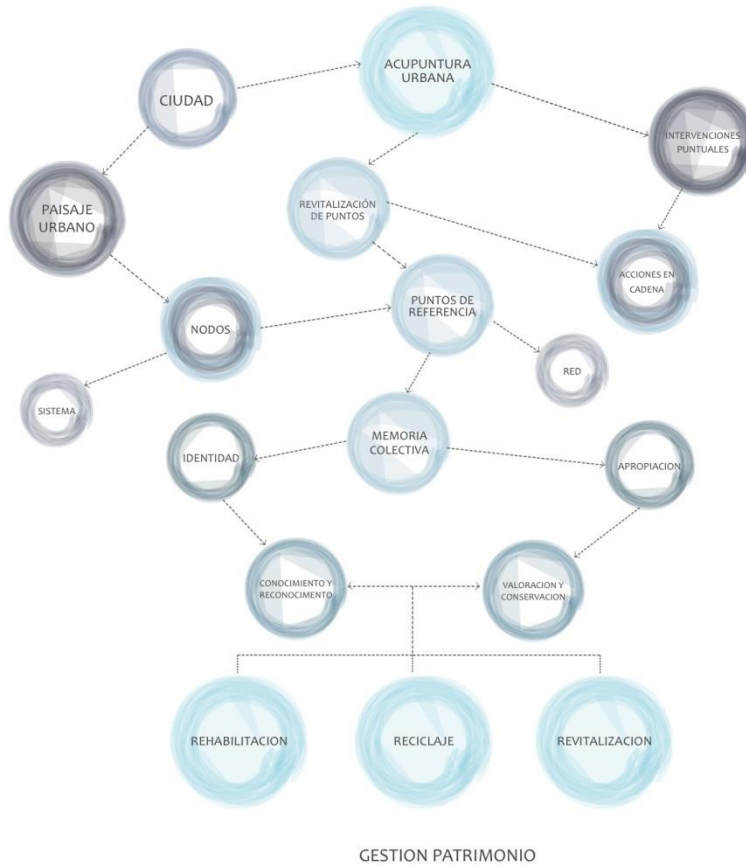 ACUPUNTURA
URBANA
CIUDAD
INTERVENCIONES
PUNTUALES
PAISAJE
URBANO
REVITALIZACIÓN
DE PUNTOS
ACCIONES EN
CADENA
PUNTOS DE
REFERENCIA
NODOS
RED
SISTEMA
MEMORIA
COLECTIVA
IDENTIDAD
APROPIACION
CONOCIMIENTO Y
RECONOCIMENTO
VALORACION Y
CONSERVACION
REHABILITACION
RECICLAJE
REVITALIZACION
GESTION PATRIMONIO